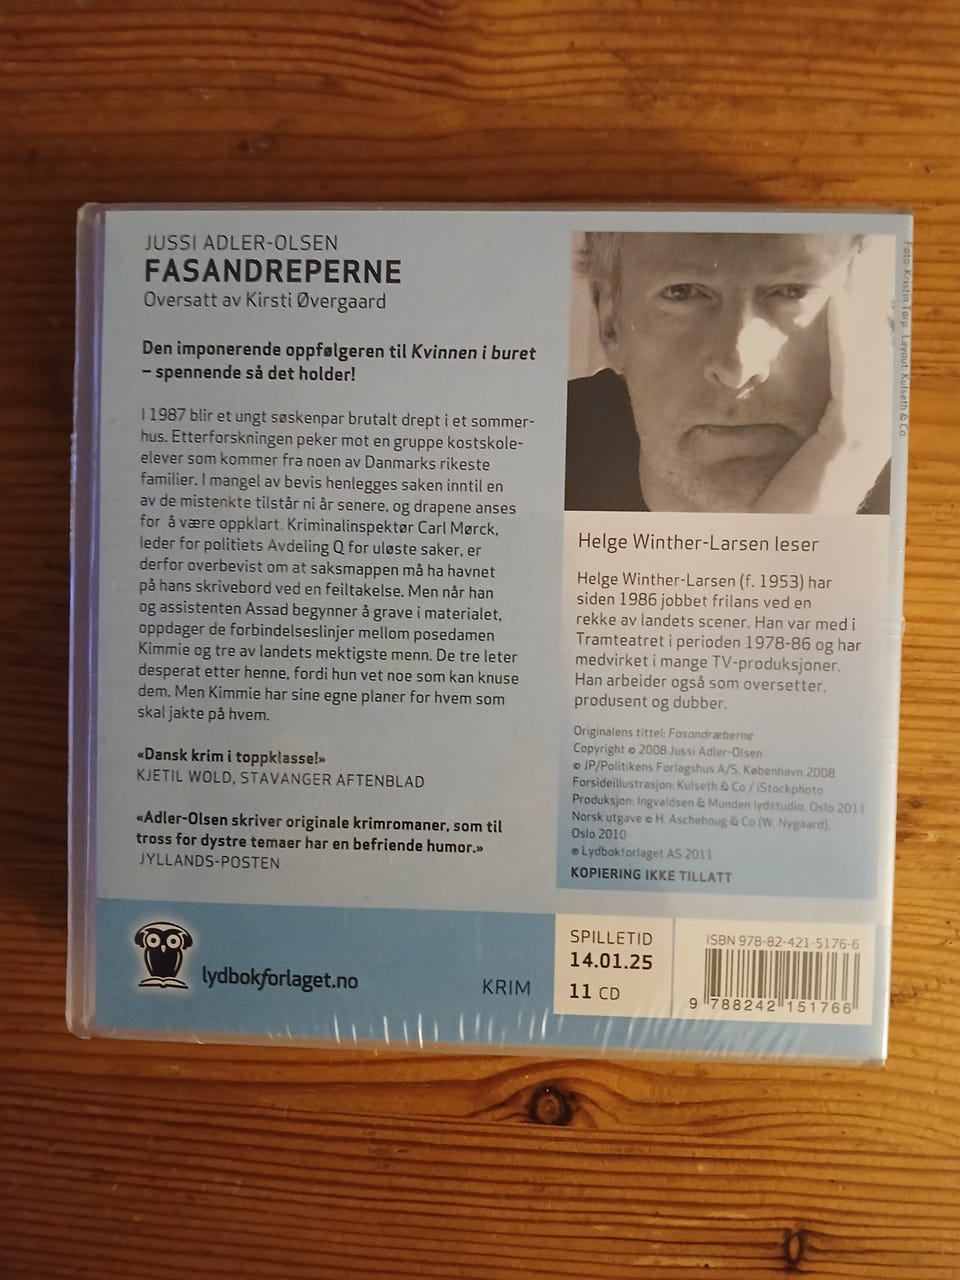 JUSSI ADLER-OLSEN
FASANDREPERNE
Oversatt av Kirsti Øvergaard
Den imponerende oppfølgeren til Kvinnen i buret
– spennende så det holder!
I 1987 blir et ungt søskenpar brutalt drept i et sommer-
hus. Etterforskningen peker mot en gruppe kostskole-
elever som kommer fra noen av Danmarks rikeste
familier. I mangel av bevis henlegges saken inntil en
av de mistenkte tilstår ni år senere, og drapene anses
for å være oppklart. Kriminalinspektør Carl Mørck,
leder for politiets Avdeling Q for uløste saker, er
derfor overbevist om at saksmappen må ha havnet
på hans skrivebord ved en feiltakelse. Men når han
og assistenten Assad begynner å grave i materialet,
oppdager de forbindelseslinjer mellom posedamen
Kimmie og tre av landets mektigste menn. De tre leter
desperat etter henne, fordi hun vet noe som kan knuse
dem. Men Kimmie har sine egne planer for hvem som
skal jakte på hvem.
«Dansk krim i toppklasse!»
KJETIL WOLD, STAVANGER AFTENBLAD
«Adler-Olsen skriver originale krimromaner, som til
tross for dystre temaer har en befriende humor.»
JYLLANDS-POSTEN
lydbokforlaget.no
KRIM
Foto: Kristin Torp Layout: Kulseth & Co
Helge Winther-Larsen leser
Helge Winther-Larsen (f. 1953) har
siden 1986 jobbet frilans ved en
rekke av landets scener. Han var med i
Tramteatret i perioden 1978-86 og har
medvirket i mange TV-produksjoner.
Han arbeider også som oversetter,
produsent og dubber.
Originalens tittel: Fasandræberne
Copyright © 2008 Jussi Adler-Olsen
© JP/Politikens Forlagshus A/S, København 2008
Forsideillustrasjon: Kulseth & Co / iStockphoto
Produksjon: Ingvaldsen & Munden lydstudio, Oslo 2011
Norsk utgave © H. Aschehoug & Co (W. Nygaard),
Oslo 2010
℗ Lydbokforlaget AS 2011
KOPIERING IKKE TILLATT
SPILLETID
14.01.25
11 CD
ISBN 978-82-421-5176-6
9 788242 151766